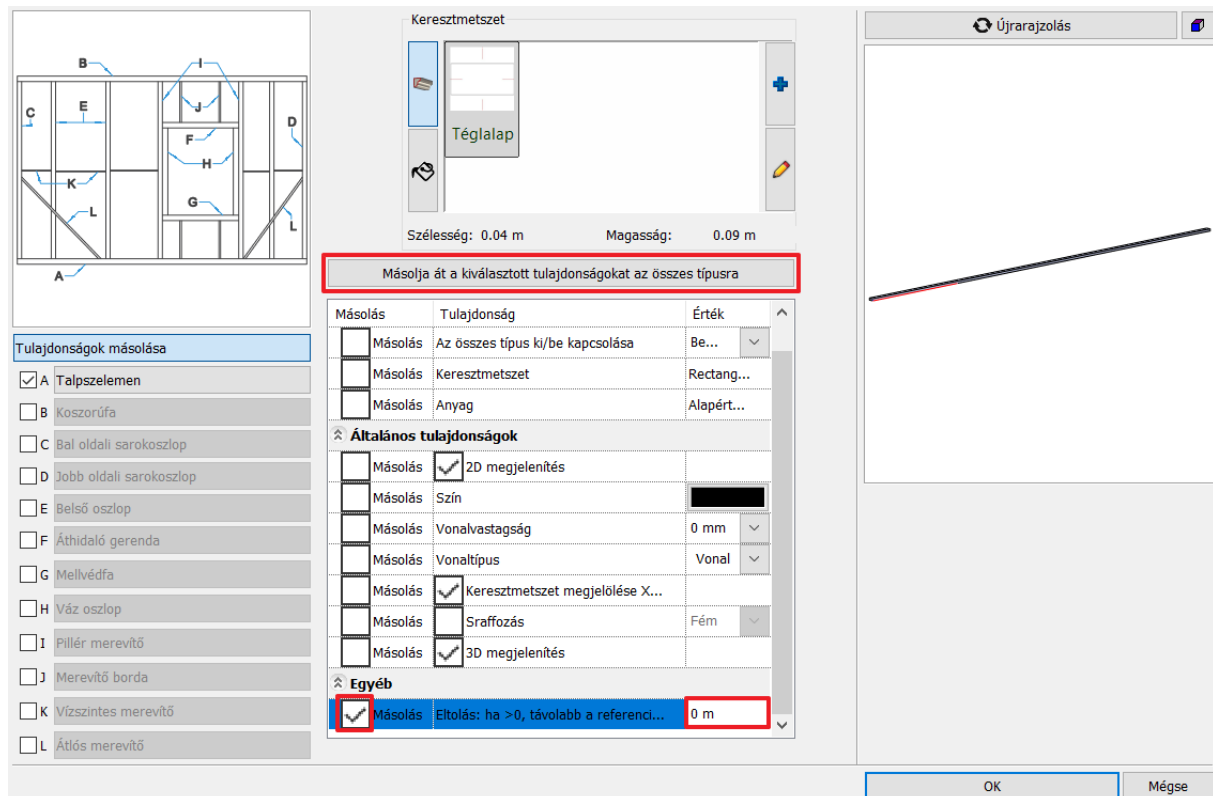 B
I
C
E
J
D
F
H
K
G
L
L
A
Tulajdonságok másolása
A Talpszelemen
B Koszorúfa
C Bal oldali sarokoszlop
D Jobb oldali sarokoszlop
E Belső oszlop
F Áthidaló gerenda
G Mellvédfa
H Váz oszlop
I Pillér merevítő
J Merevítő borda
K Vízszintes merevítő
L Átlós merevítő
Keresztmetszet
Téglalap
Szélesség: 0.04 m Magasság: 0.09 m
Másolja át a kiválasztott tulajdonságokat az összes típusra
Másolás Tulajdonság Érték
Másolás Az összes típus ki/be kapcsolása Be...
Másolás Keresztmetszet Rectang...
Másolás Anyag Alapért...
Általános tulajdonságok
Másolás 2D megjelenítés
Másolás Szín
Másolás Vonalvastagság 0 mm
Másolás Vonaltípus Vonal
Másolás Keresztmetszet megjelölése X...
Másolás Sraffozás Fém
Másolás 3D megjelenítés
Egyéb
Másolás Eltolás: ha >0, távolabb a referenci... 0 m
Újrarajzolás
OK Mégse